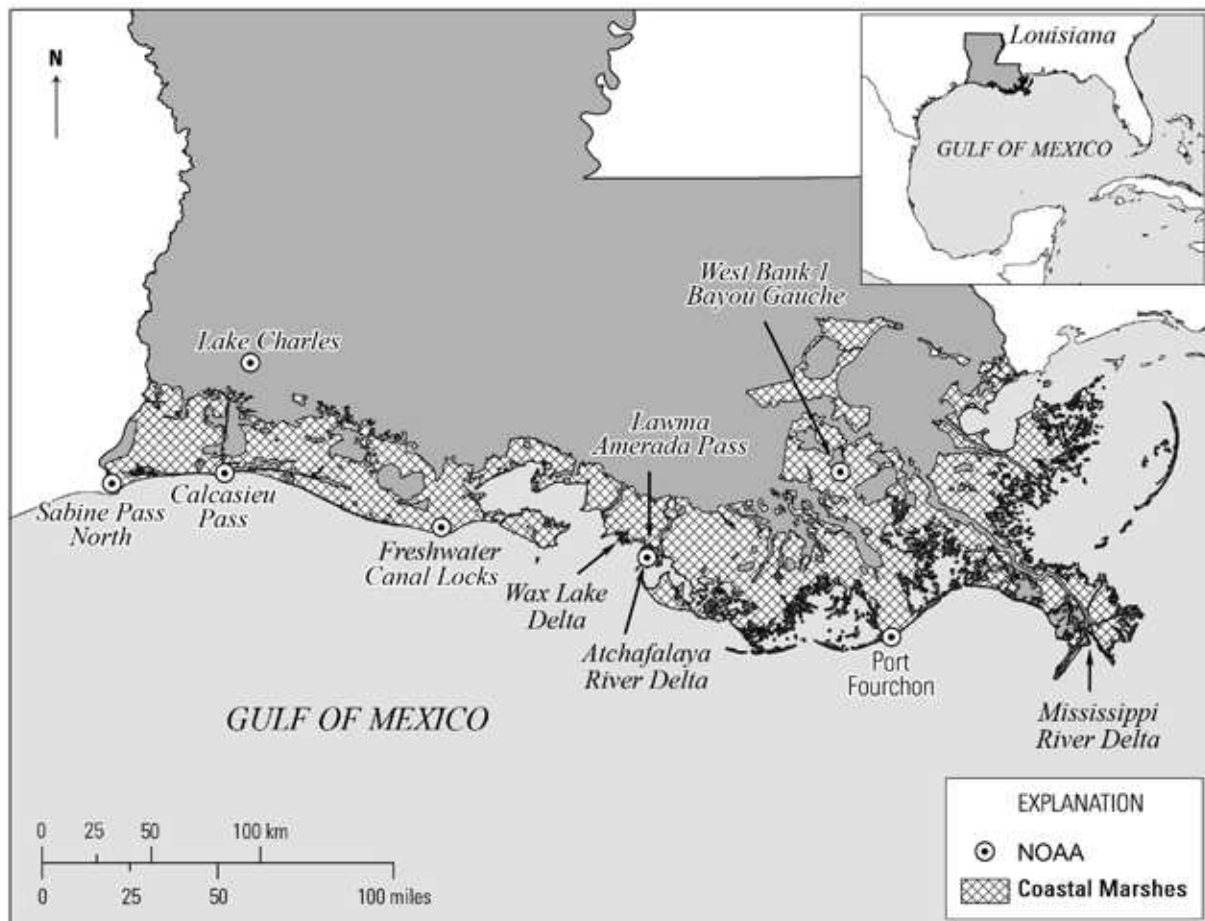 N
Louisiana
GULF OF MEXICO
West Bank 1
Bayou Gauche
Lake Charles
Lawma
Amerada Pass
Sabine Pass
North
Calcasieu
Pass
Freshwater
Canal Locks
Wax Lake
Delta
Atchafalaya
River Delta
Port
Fourchon
Mississippi
River Delta
GULF OF MEXICO
0 25 50 100 km
0 25 50 100 miles
EXPLANATION
NOAA
Coastal Marshes